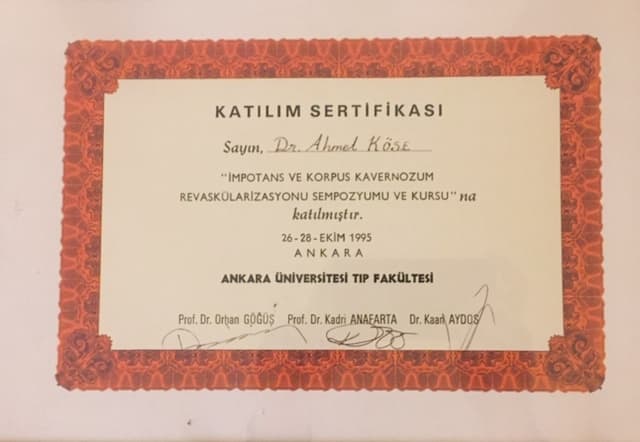 KATILIM SERTİFİKASI
Sayın, Dr. Ahmet KÖSE
"İMPOTANS VE KORPUS KAVERNOZUM
REVASKÜLARİZASYONU SEMPOZYUMU VE KURSU" na
katılmıştır.
26-28-EKİM 1995
ANKARA
ANKARA ÜNİVERSİTESİ TIP FAKÜLTESİ
Prof. Dr. Orhan GÖĞÜŞ Prof. Dr. Kadri ANAFARTA Dr. Kaan AYDOS